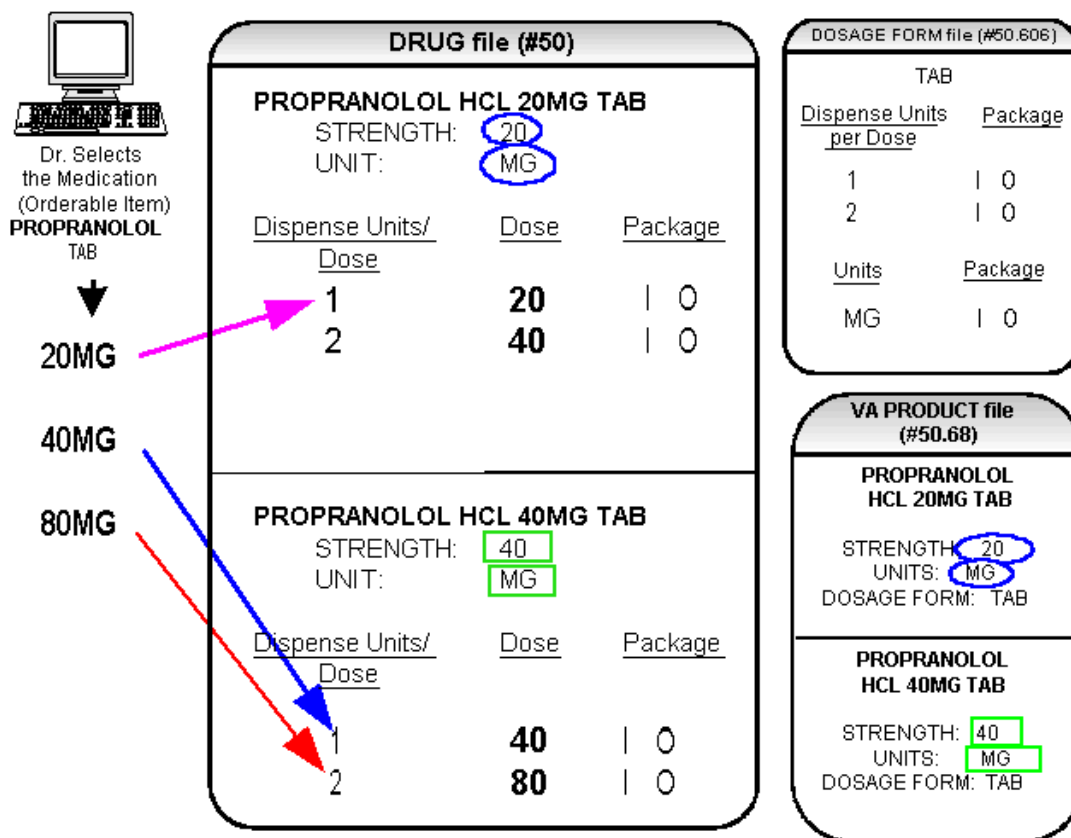 Dr. Selects
the Medication
(Orderable Item)
PROPRANOLOL
TAB
20MG
40MG
80MG
DRUG file (#50)
PROPRANOLOL HCL 20MG TAB
STRENGTH: 20
UNIT: MG
Dispense Units/ Dose Package
Dose
1 20 I O
2 40 I O
PROPRANOLOL HCL 40MG TAB
STRENGTH: 40
UNIT: MG
Dispense Units/ Dose Package
Dose
1 40 I O
2 80 I O
DOSAGE FORM file (#50.606)
TAB
Dispense Units Package
per Dose
1 I O
2 I O
Units Package
MG I O
VA PRODUCT file
(#50.68)
PROPRANOLOL
HCL 20MG TAB
STRENGTH 20
UNITS: MG
DOSAGE FORM: TAB
PROPRANOLOL
HCL 40MG TAB
STRENGTH: 40
UNITS: MG
DOSAGE FORM: TAB